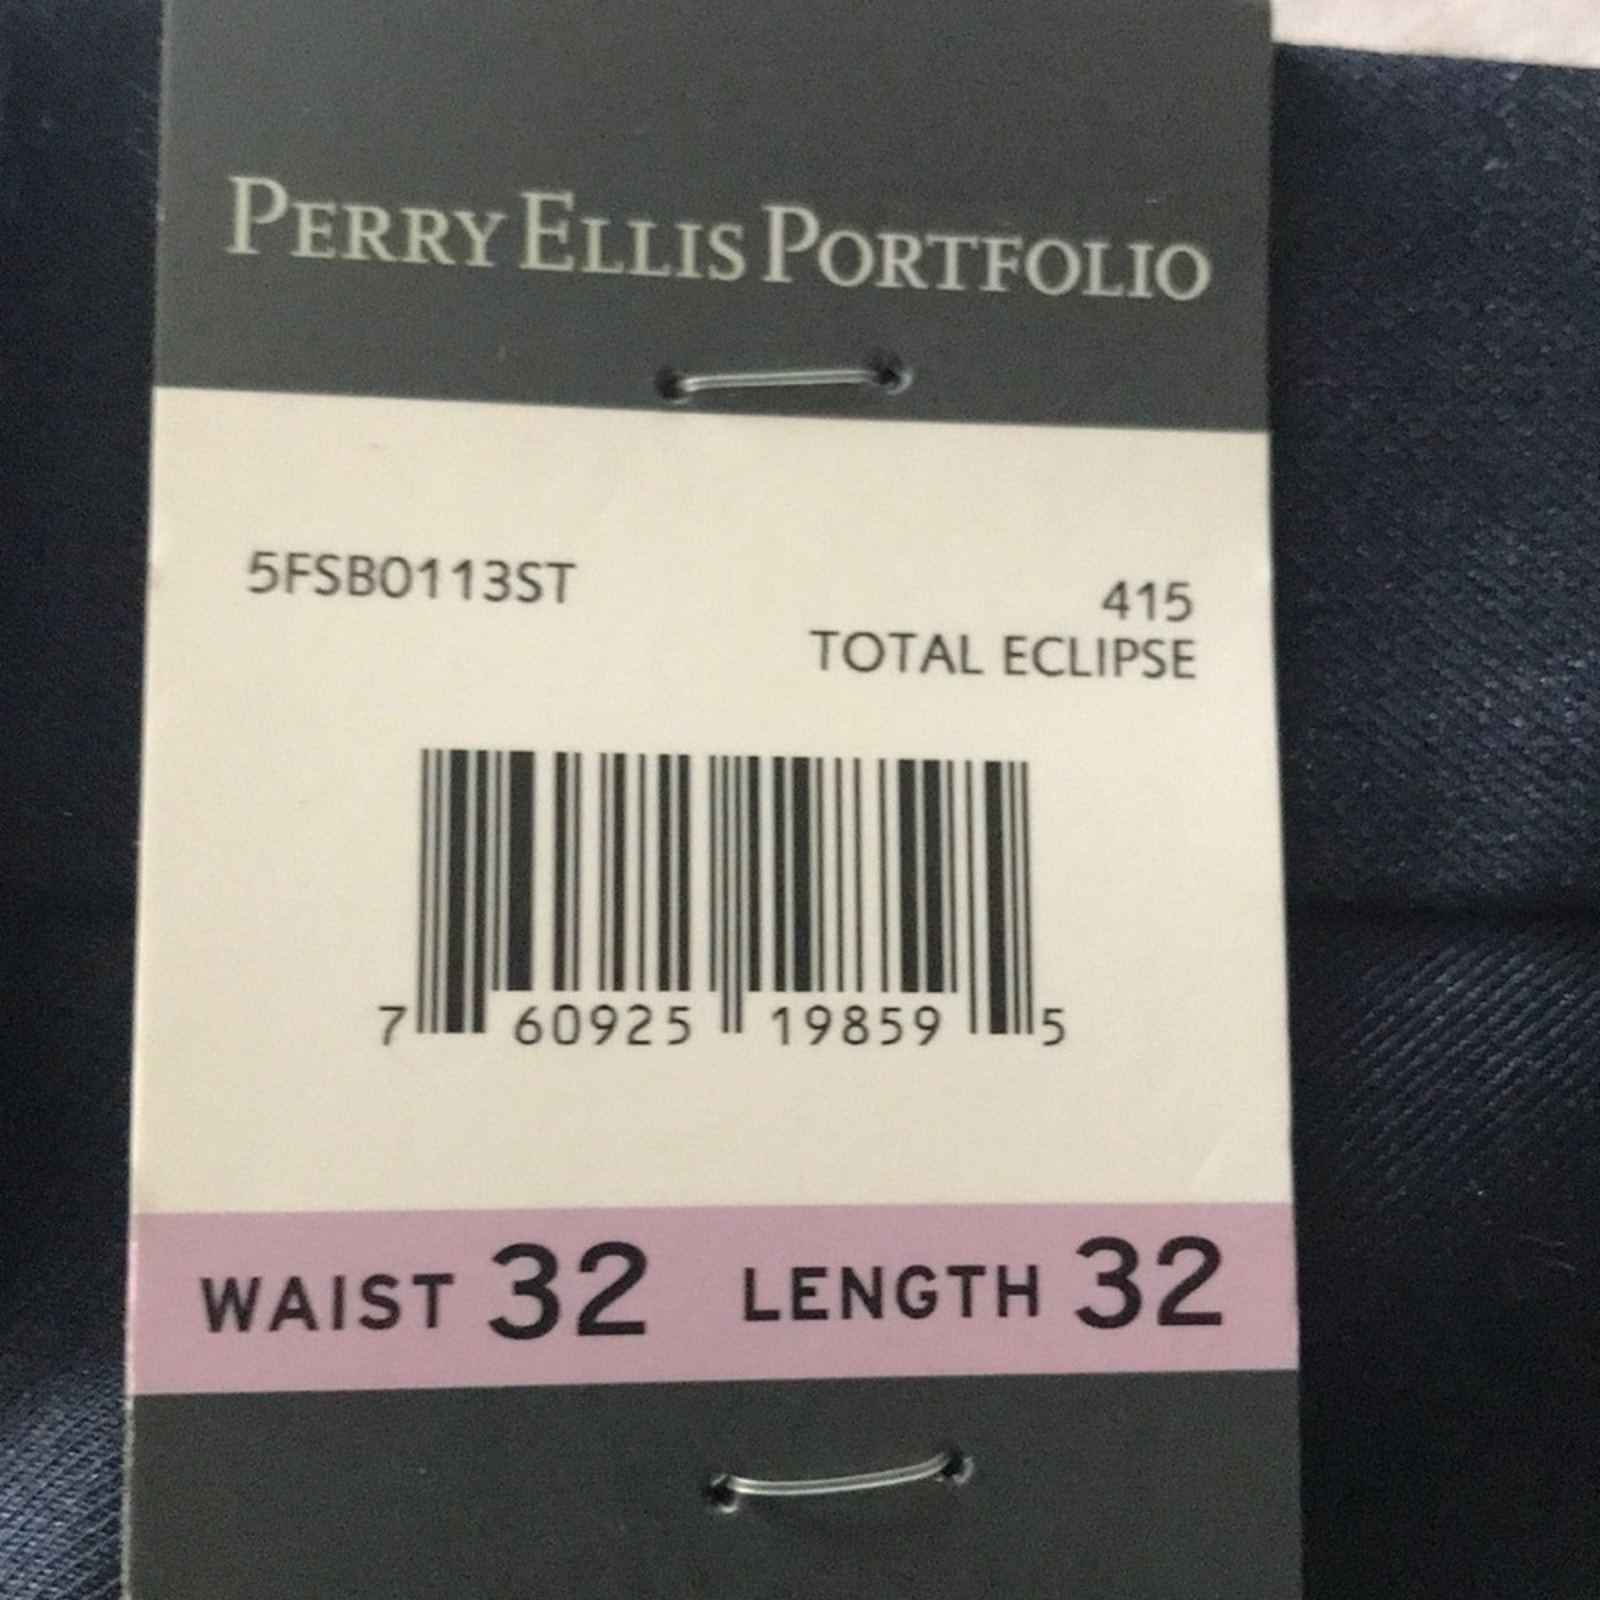 PERRY ELLIS PORTFOLIO
5FSB0113ST
415
TOTAL ECLIPSE
7 60925 19859 5
WAIST 32 LENGTH 32